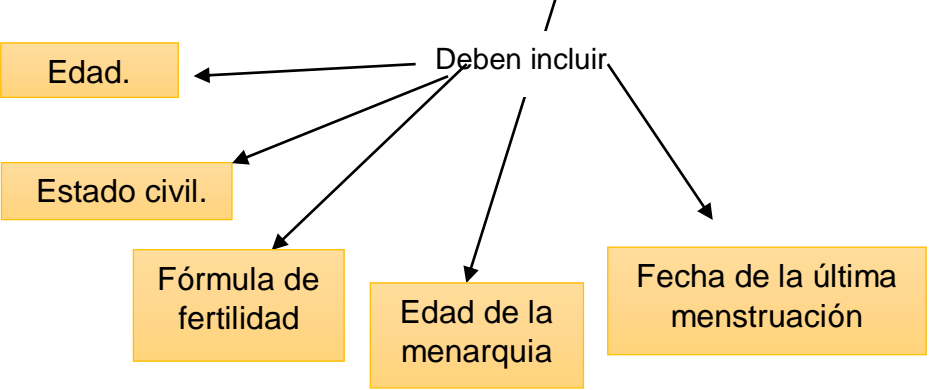 Deben incluir
Edad.
Estado civil.
Fórmula de
fertilidad
Edad de la
menarquia
Fecha de la última
menstruación